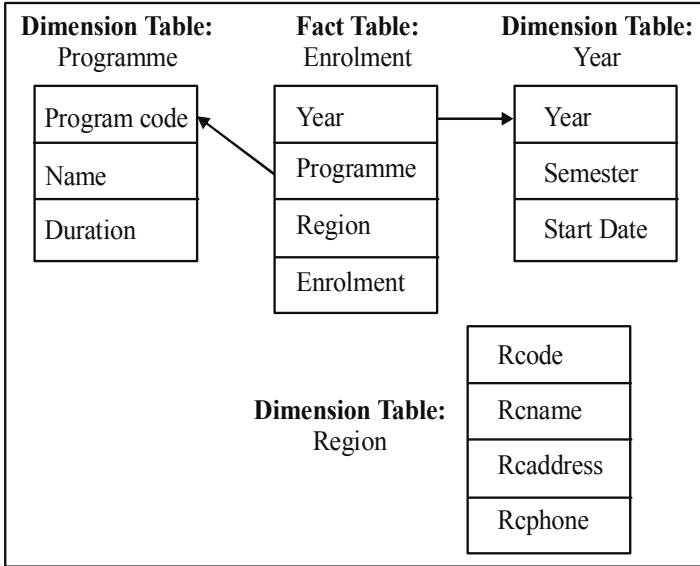 Dimension Table:
Programme
Program code
Name
Duration
Fact Table:
Enrolment
Year
Programme
Region
Enrolment
Dimension Table:
Year
Year
Semester
Start Date
Dimension Table:
Region
Rcode
Rcname
Rcaddress
Rcphone